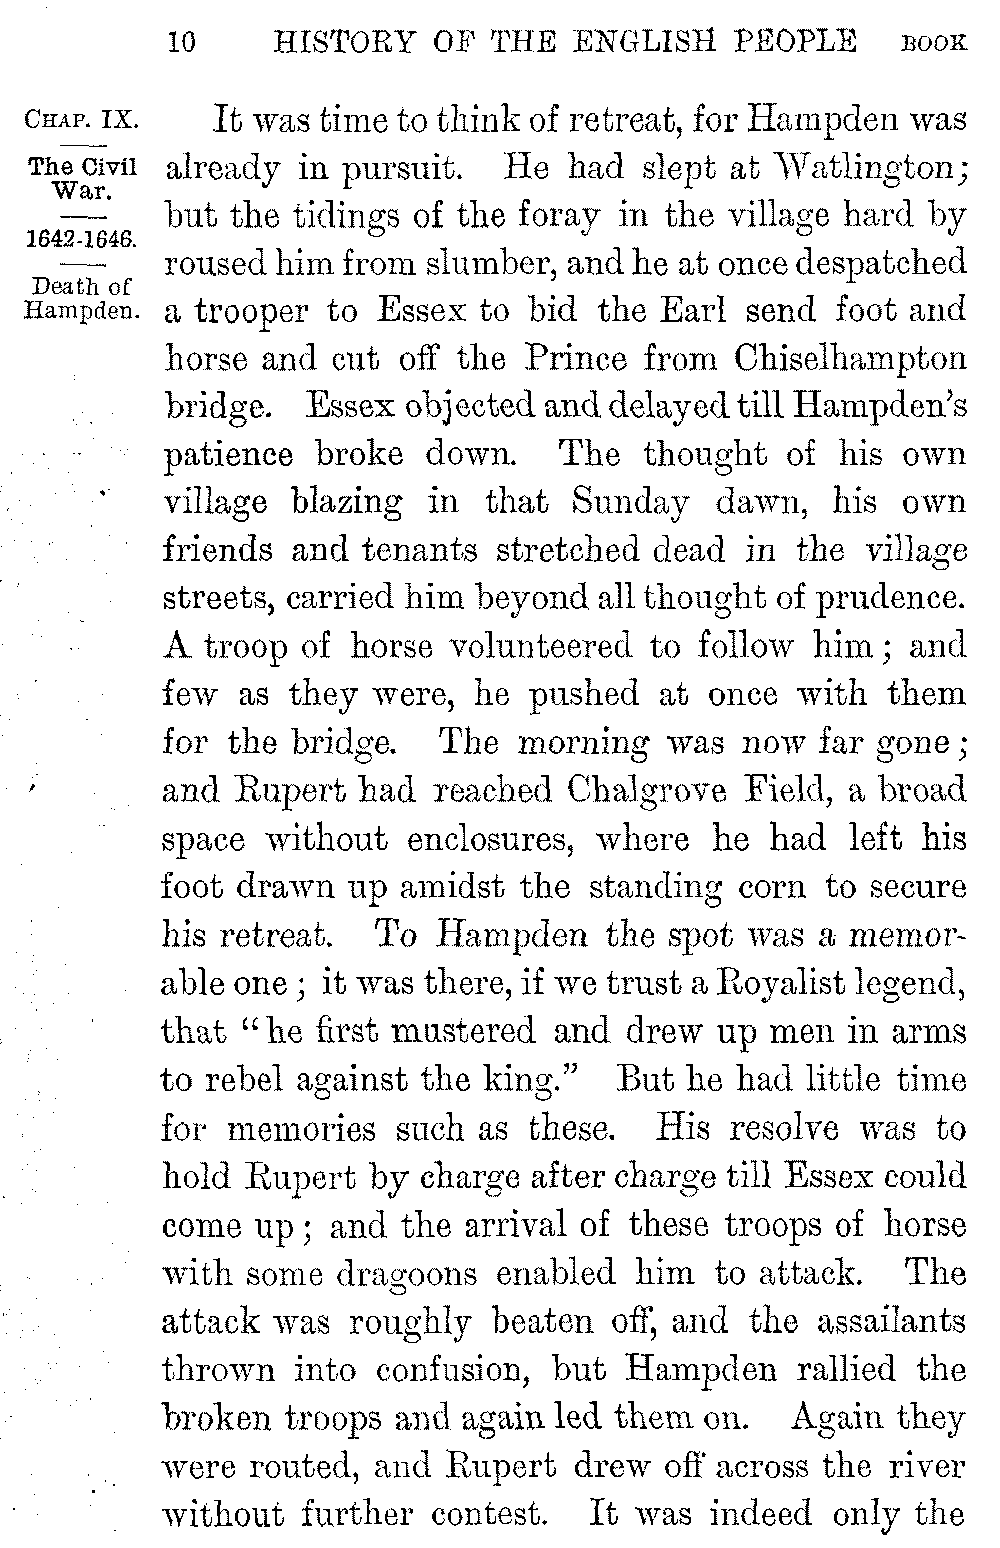 10 HISTORY OF THE ENGLISH PEOPLE BOOK
CHAP. IX.
The Civil
War.
1642-1646.
Death of
Hampden.
It was time to think of retreat, for Hampden was
already in pursuit. He had slept at Watlington;
but the tidings of the foray in the village hard by
roused him from slumber, and he at once despatched
a trooper to Essex to bid the Earl send foot and
horse and cut off the Prince from Chiselhampton
bridge. Essex objected and delayed till Hampden's
patience broke down. The thought of his own
village blazing in that Sunday dawn, his own
friends and tenants stretched dead in the village
streets, carried him beyond all thought of prudence.
A troop of horse volunteered to follow him; and
few as they were, he pushed at once with them
for the bridge. The morning was now far gone;
and Rupert had reached Chalgrove Field, a broad
space without enclosures, where he had left his
foot drawn up amidst the standing corn to secure
his retreat. To Hampden the spot was a memor-
able one; it was there, if we trust a Royalist legend,
that "he first mustered and drew up men in arms
to rebel against the king." But he had little time
for memories such as these. His resolve was to
hold Rupert by charge after charge till Essex could
come up; and the arrival of these troops of horse
with some dragoons enabled him to attack. The
attack was roughly beaten off, and the assailants
thrown into confusion, but Hampden rallied the
broken troops and again led them on. Again they
were routed, and Rupert drew off across the river
without further contest. It was indeed only the